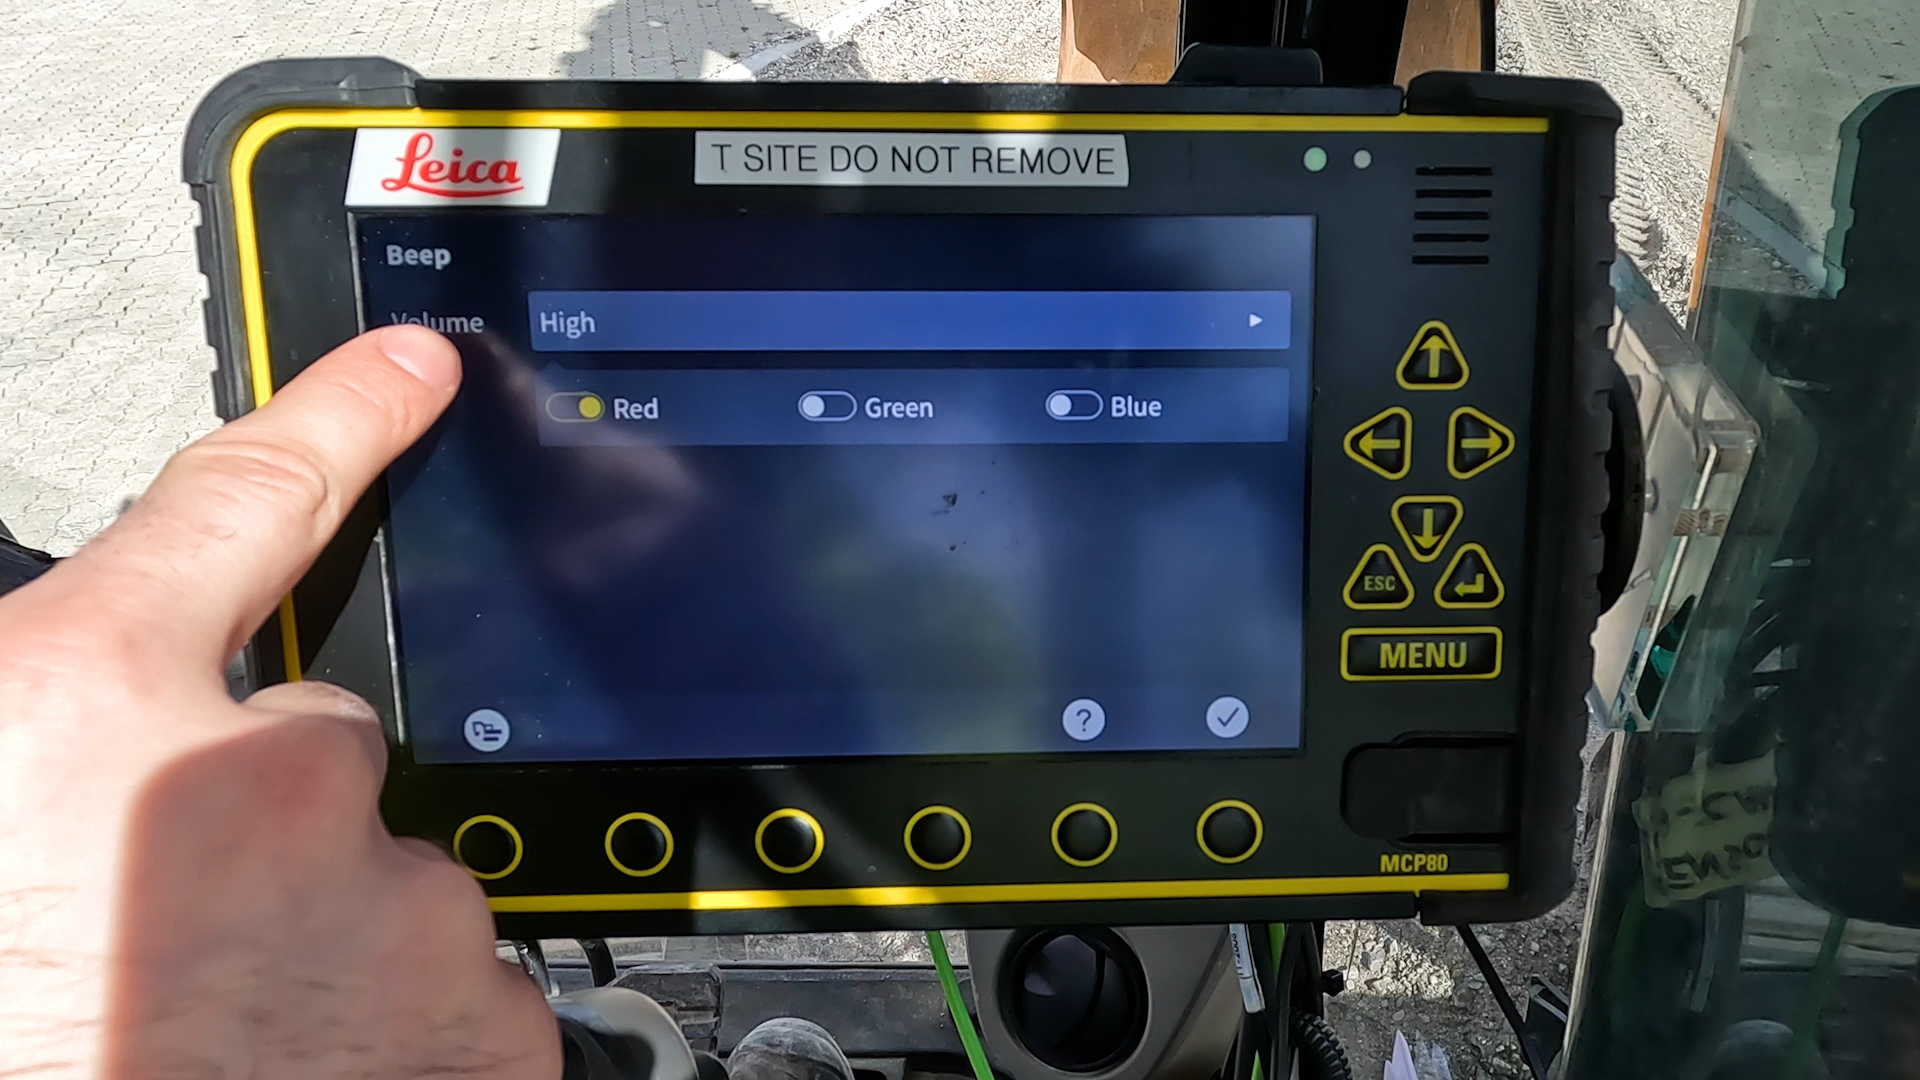 Leica
T SITE DO NOT REMOVE
Beep
Volume
High
Red
Green
Blue
?
ESC
MENU
MCP80